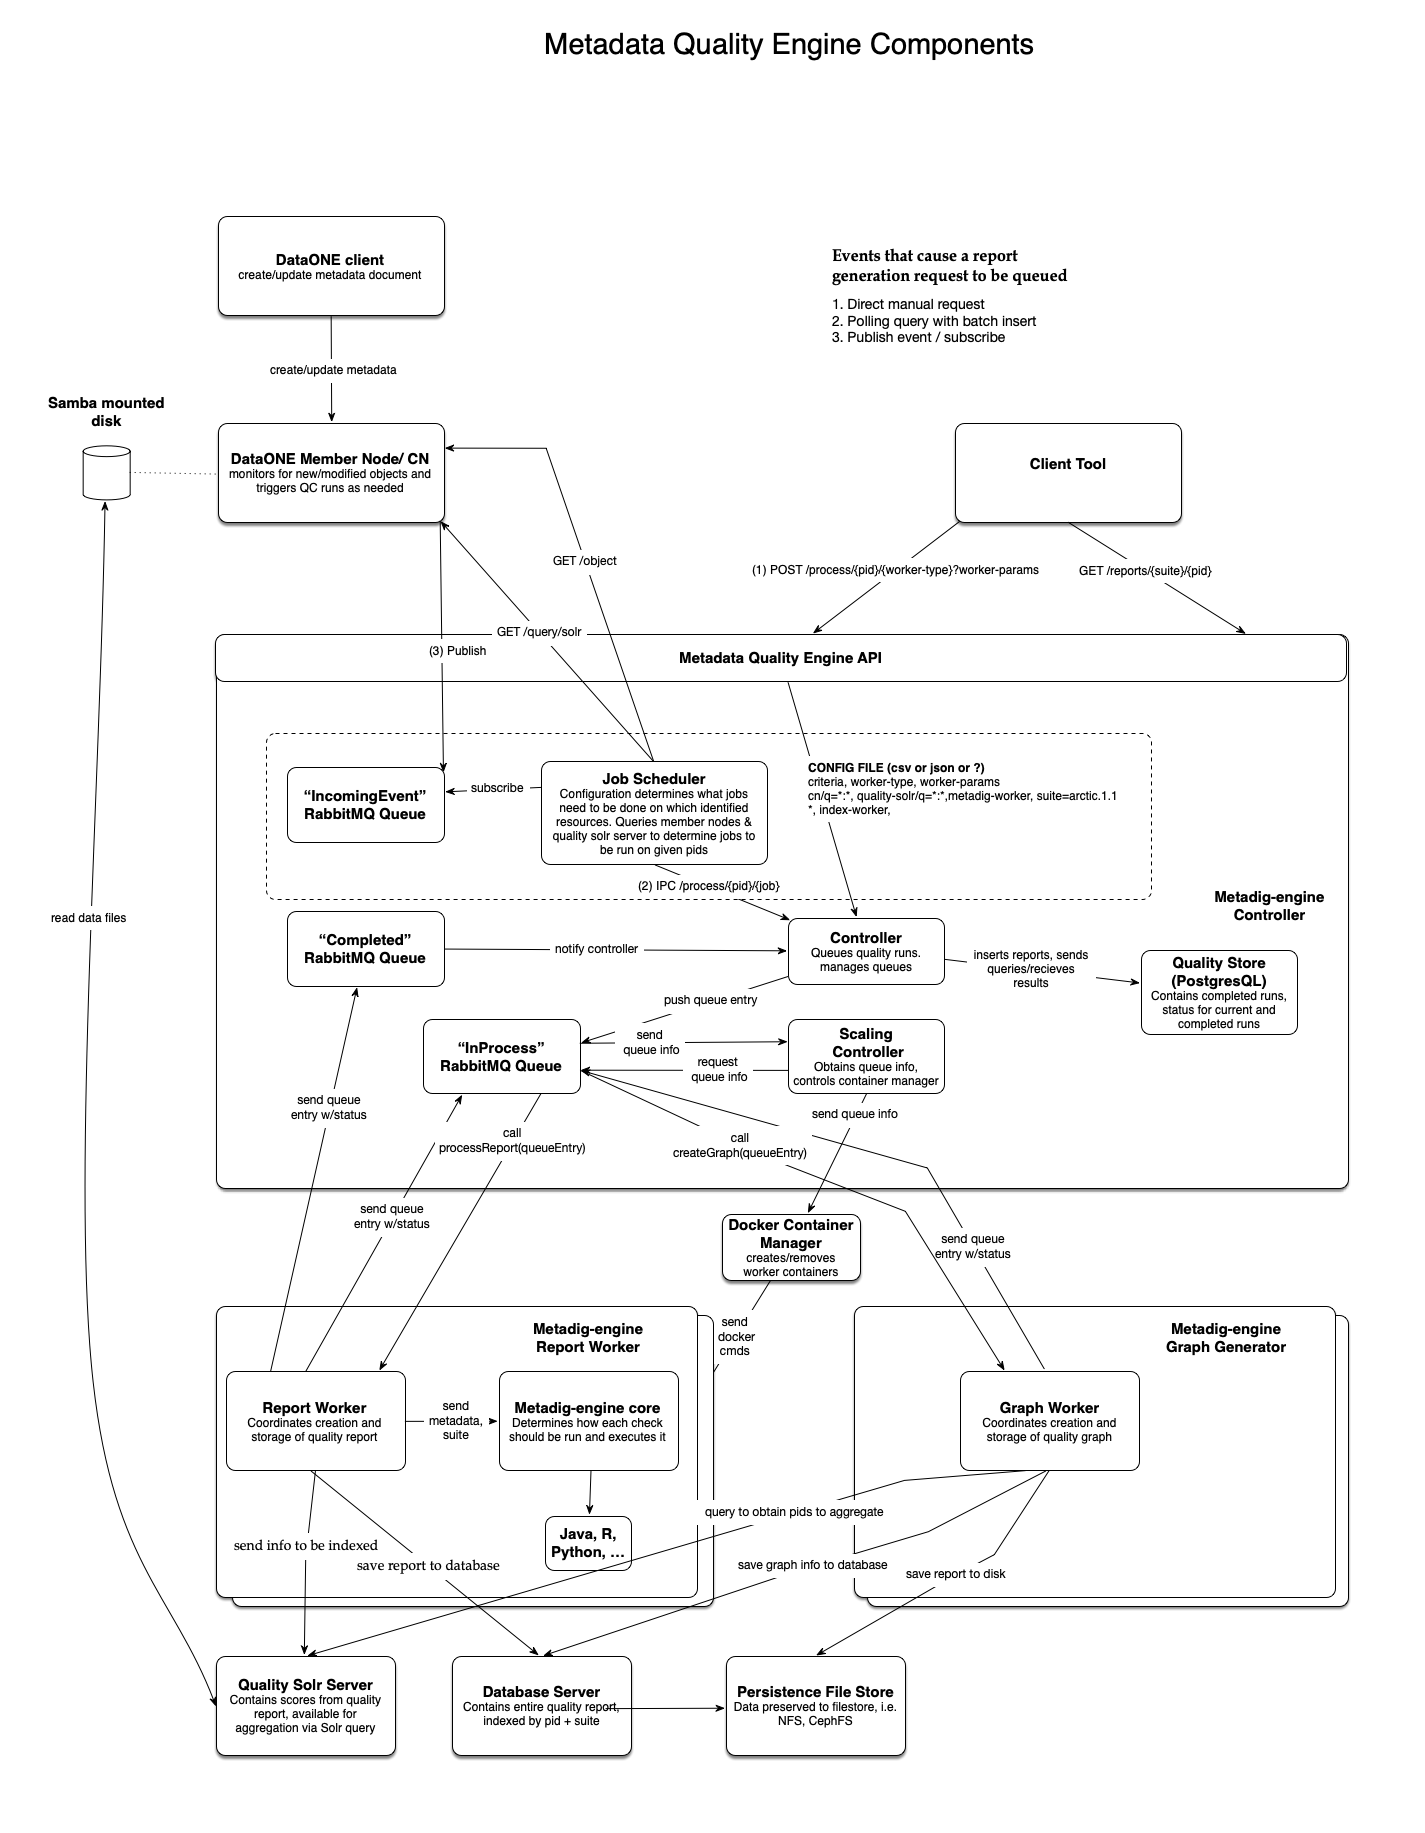 Metadata Quality Engine Components
DataONE client
create/update metadata document
Events that cause a report
generation request to be queued
1. Direct manual request
2. Polling query with batch insert
3. Publish event / subscribe
create/update metadata
Samba mounted
disk
DataONE Member Node/ CN
monitors for new/modified objects and
triggers QC runs as needed
Client Tool
GET /object
(1) POST /process/{pid}/{worker-type}?worker-params
GET /reports/{suite}/{pid}
GET /query/solr
(3) Publish
Metadata Quality Engine API
“IncomingEvent”
RabbitMQ Queue
subscribe
Job Scheduler
Configuration determines what jobs
need to be done on which identified
resources. Queries member nodes &
quality solr server to determine jobs to
be run on given pids
CONFIG FILE (csv or json or ?)
criteria, worker-type, worker-params
cn/q=*:*, quality-solr/q=*:*,metadig-worker, suite=arctic.1.1
*, index-worker,
(2) IPC /process/{pid}/{job}
Metadig-engine
Controller
read data files
“Completed”
RabbitMQ Queue
notify controller
Controller
Queues quality runs.
manages queues
inserts reports, sends
queries/recieves
results
Quality Store
(PostgresQL)
Contains completed runs,
status for current and
completed runs
push queue entry
“InProcess”
RabbitMQ Queue
send
queue info
request
queue info
Scaling
Controller
Obtains queue info,
controls container manager
send queue
entry w/status
send queue info
call
processReport(queueEntry)
call
createGraph(queueEntry)
send queue
entry w/status
Docker Container
Manager
creates/removes
worker containers
send queue
entry w/status
Metadig-engine
Report Worker
send
docker
cmds
Metadig-engine
Graph Generator
Report Worker
Coordinates creation and
storage of quality report
send
metadata,
suite
Metadig-engine core
Determines how each check
should be run and executes it
Graph Worker
Coordinates creation and
storage of quality graph
query to obtain pids to aggregate
Java, R,
Python, ...
send info to be indexed
save report to database
save graph info to database
save report to disk
Quality Solr Server
Contains scores from quality
report, available for
aggregation via Solr query
Database Server
Contains entire quality report,
indexed by pid + suite
Persistence File Store
Data preserved to filestore, i.e.
NFS, CephFS